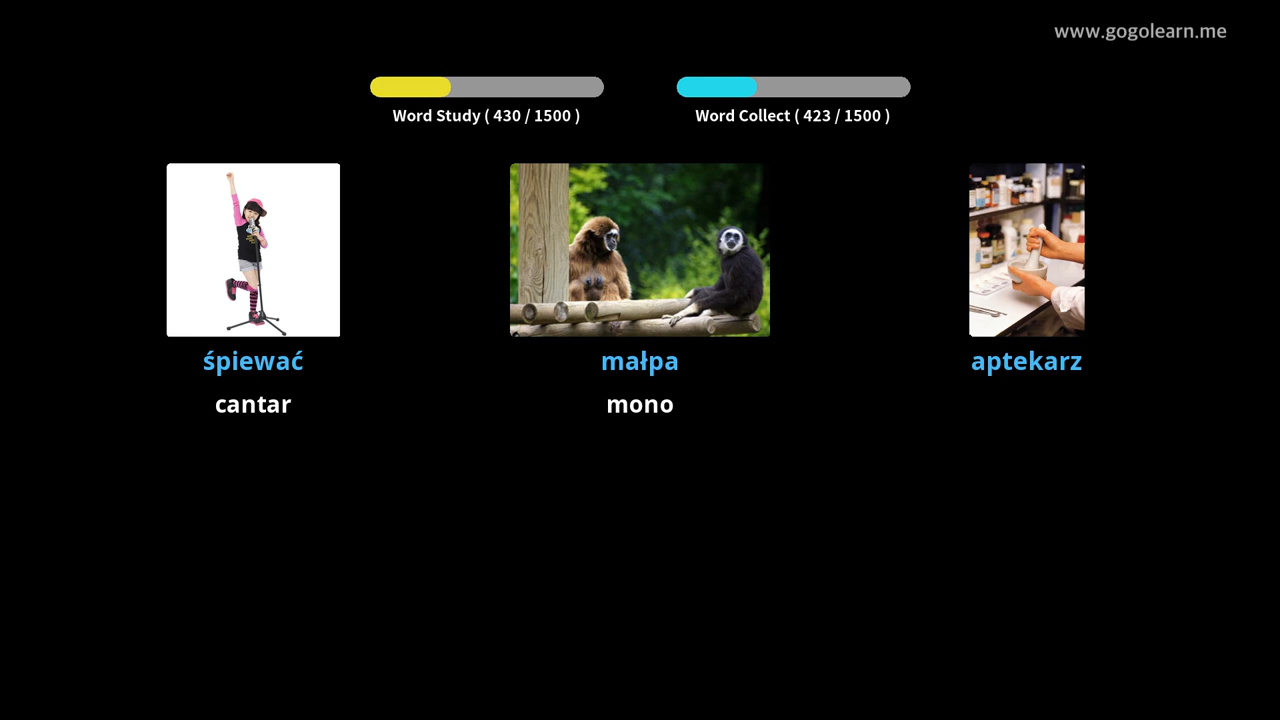 www.gogolearn.me
Word Study ( 430 / 1500 )
Word Collect ( 423 / 1500 )
śpiewać
małpa
aptekarz
cantar
mono